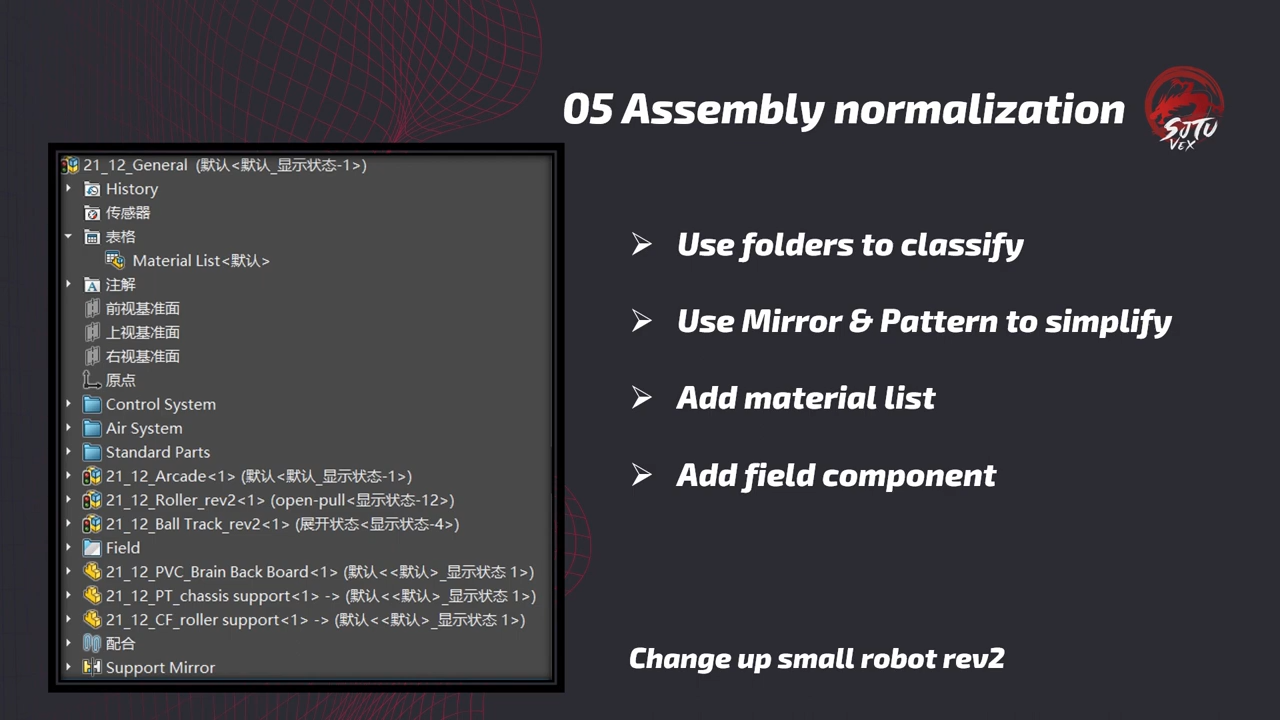 05 Assembly normalization
SJTU
VEX
21_12_General (默认<默认_显示状态-1>)
History
传感器
表格
Material List<默认>
注解
前视基准面
上视基准面
右视基准面
原点
Control System
Air System
Standard Parts
21_12_Arcade<1> (默认<默认_显示状态-1>)
21_12_Roller_rev2<1> (open-pull<显示状态-12>)
21_12_Ball Track_rev2<1> (展开状态<显示状态-4>)
Field
21_12_PVC_Brain Back Board<1> (默认<<默认>_显示状态 1>)
21_12_PT_chassis support<1> -> (默认<<默认>_显示状态 1>)
21_12_CF_roller support<1> -> (默认<<默认>_显示状态 1>)
配合
Support Mirror
Use folders to classify
Use Mirror & Pattern to simplify
Add material list
Add field component
Change up small robot rev2